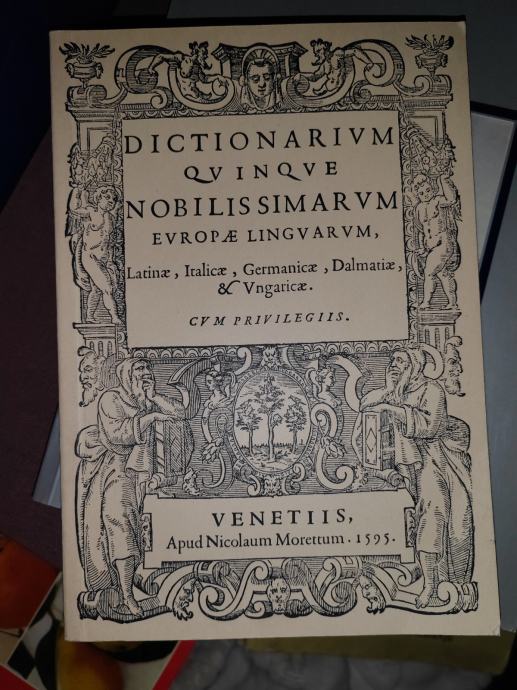 DICTIONARIVM
QVINQVE
NOBILISSIMARVM
EVROPÆ LINGVARVM,
Latinæ, Italicæ, Germanicæ, Dalmatiæ,
& Vngaricæ.
CVM PRIVILEGIIS.
VENETIIS,
Apud Nicolaum Morettum. 1595.